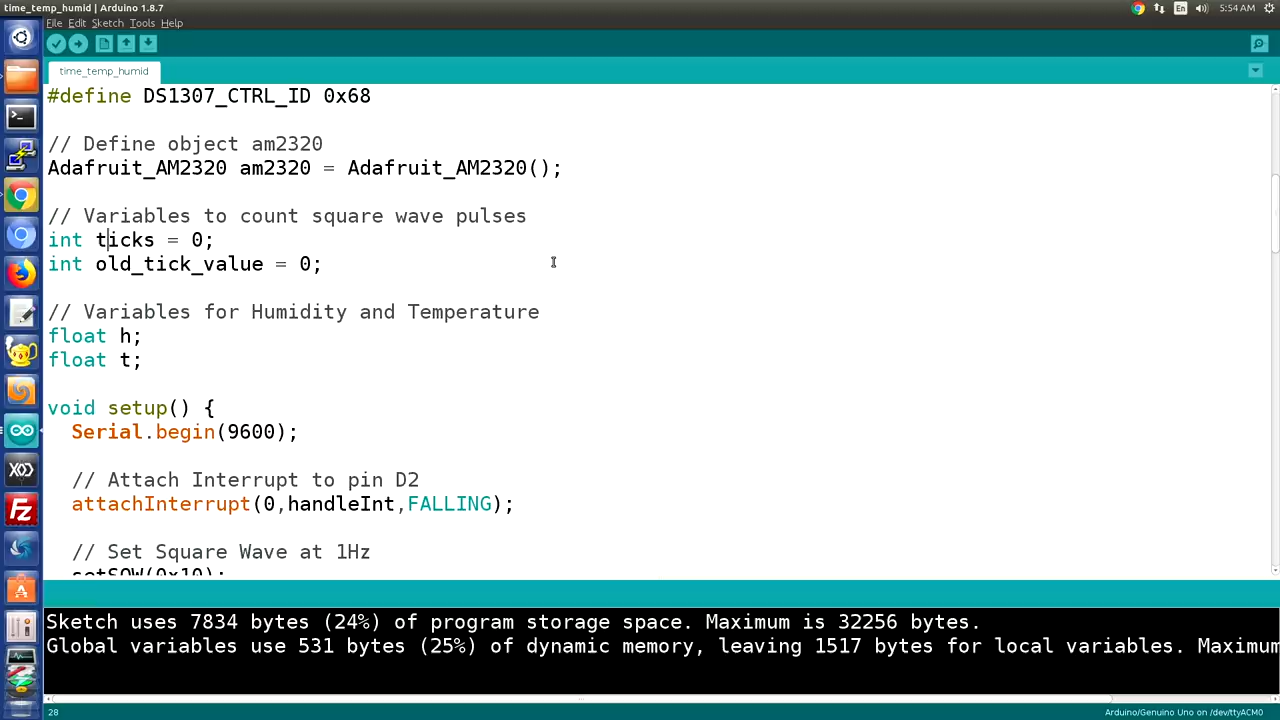 time_temp_humid | Arduino 1.8.7
En
5:54 AM
File Edit Sketch Tools Help
time_temp_humid
#define DS1307_CTRL_ID 0x68
// Define object am2320
Adafruit_AM2320 am2320 = Adafruit_AM2320();
// Variables to count square wave pulses
int ticks = 0;
int old_tick_value = 0;
// Variables for Humidity and Temperature
float h;
float t;
void setup() {
Serial.begin(9600);
// Attach Interrupt to pin D2
attachInterrupt(0,handleInt,FALLING);
// Set Square Wave at 1Hz
setSQW(0x10);
Sketch uses 7834 bytes (24%) of program storage space. Maximum is 32256 bytes.
Global variables use 531 bytes (25%) of dynamic memory, leaving 1517 bytes for local variables. Maximum
28
Arduino/Genuino Uno on /dev/ttyACM0